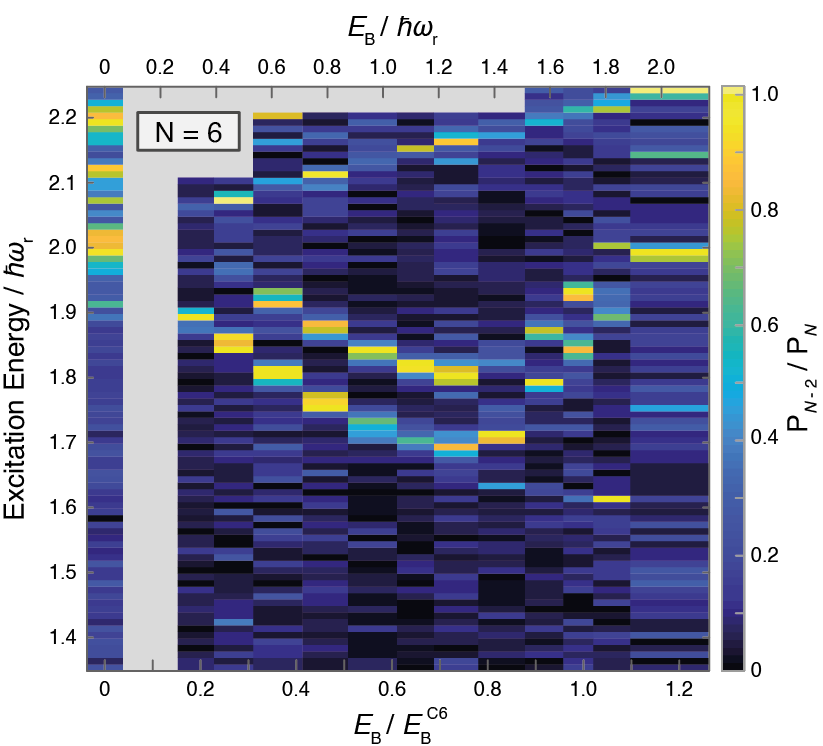 E_B / ħω_r
0 0.2 0.4 0.6 0.8 1.0 1.2 1.4 1.6 1.8 2.0
N = 6
Excitation Energy / ħω_r
2.2
2.1
2.0
1.9
1.8
1.7
1.6
1.5
1.4
0 0.2 0.4 0.6 0.8 1.0 1.2
E_B / E_B^C6
1.0
0.8
0.6
0.4
0.2
0
P_N-2 / P_N